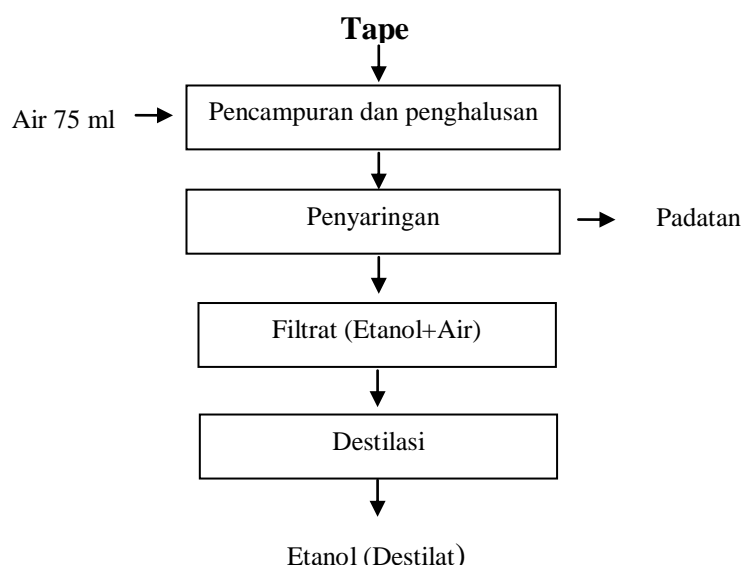 Tape
Air 75 ml
Pencampuran dan penghalusan
Penyaringan
Padatan
Filtrat (Etanol+Air)
Destilasi
Etanol (Destilat)